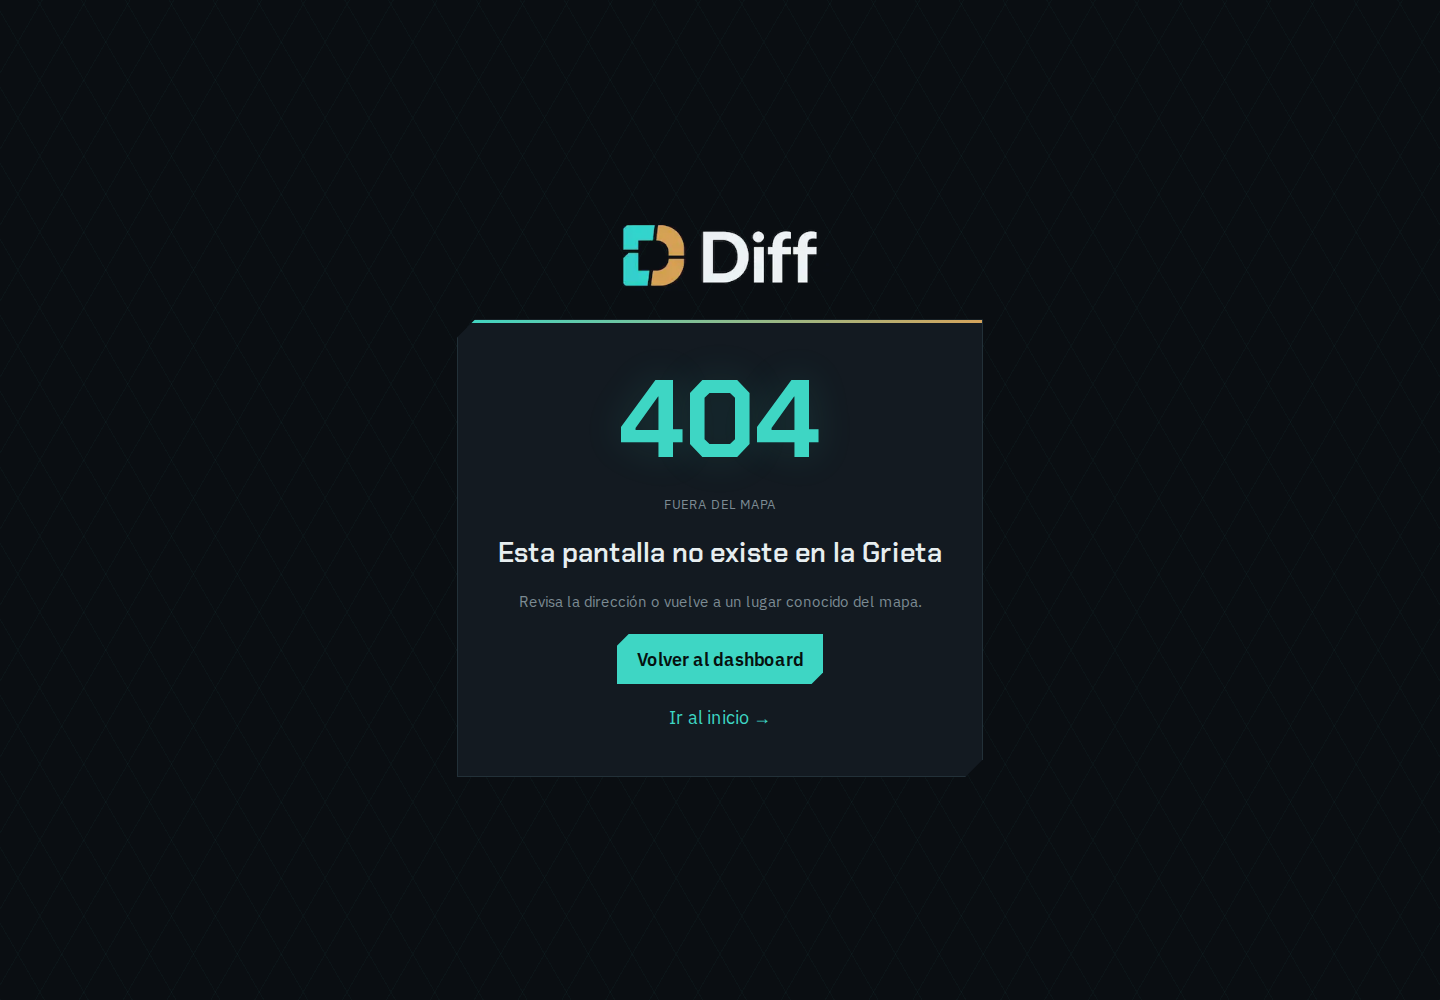 Diff
404
FUERA DEL MAPA
Esta pantalla no existe en la Grieta
Revisa la dirección o vuelve a un lugar conocido del mapa.
Volver al dashboard
Ir al inicio →